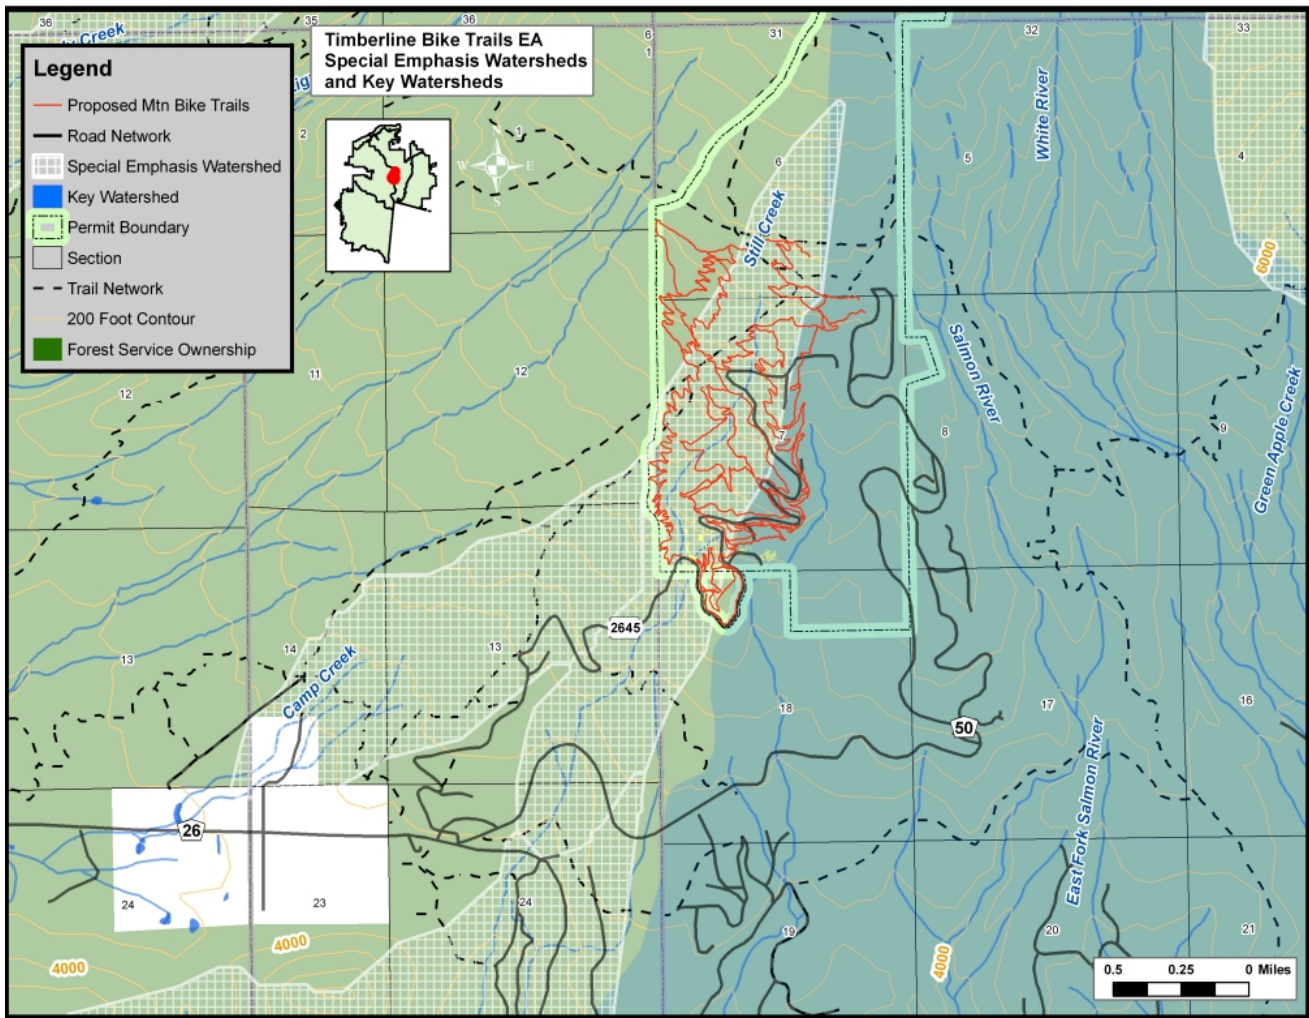 36
35
36
6
1
31
32
33
Creek
Timberline Bike Trails EA
Special Emphasis Watersheds
and Key Watersheds
Legend
Proposed Mtn Bike Trails
Road Network
Special Emphasis Watershed
Key Watershed
Permit Boundary
Section
Trail Network
200 Foot Contour
Forest Service Ownership
2
1
N
W
E
S
6
5
4
White River
Still Creek
6000
Salmon River
Green Apple Creek
12
11
12
7
8
9
2645
13
14
13
Camp Creek
18
17
16
50
East Fork Salmon River
26
24
23
24
19
20
21
4000
4000
4000
0.5
0.25
0 Miles